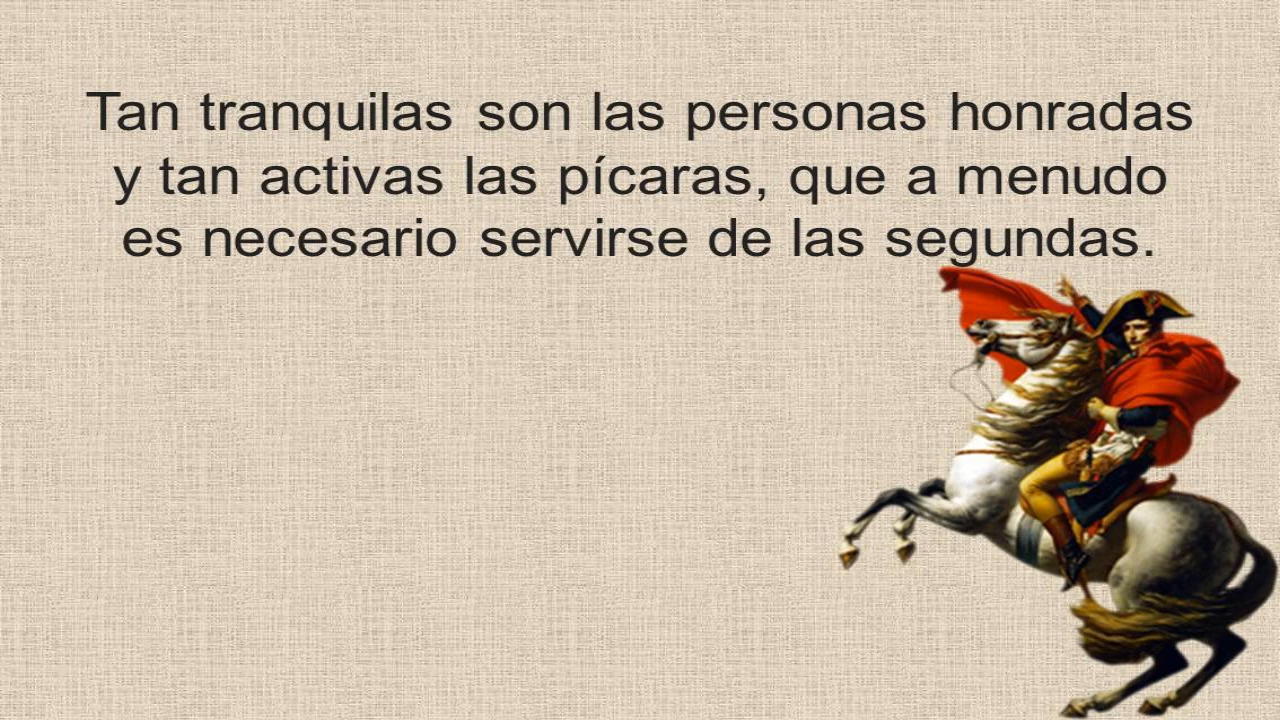 Tan tranquilas son las personas honradas
y tan activas las pícaras, que a menudo
es necesario servirse de las segundas.